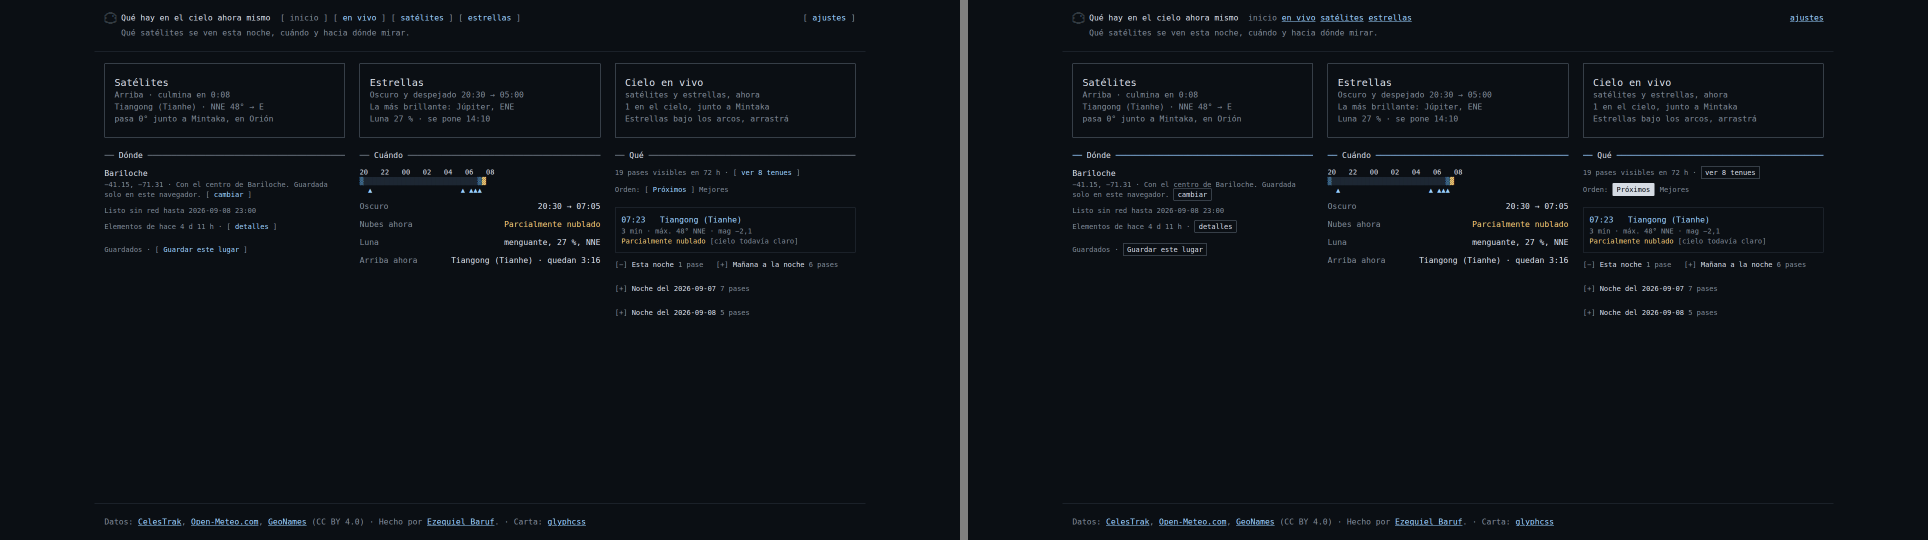 Qué hay en el cielo ahora mismo [ inicio ] [ en vivo ] [ satélites ] [ estrellas ] [ ajustes ]
Qué satélites se ven esta noche, cuándo y hacia dónde mirar.
Satélites
Arriba · culmina en 0:08
Tiangong (Tianhe) · NNE 48° → E
pasa 0° junto a Mintaka, en Orión
Estrellas
Oscuro y despejado 20:30 → 05:00
La más brillante: Júpiter, ENE
Luna 27 % · se pone 14:10
Cielo en vivo
satélites y estrellas, ahora
1 en el cielo, junto a Mintaka
Estrellas bajo los arcos, arrastrá
Dónde
Bariloche
−41.15, −71.31 · Con el centro de Bariloche. Guardada
solo en este navegador. [ cambiar ]
Listo sin red hasta 2026-09-08 23:00
Elementos de hace 4 d 11 h · [ detalles ]
Guardados · [ Guardar este lugar ]
Cuándo
20 22 00 02 04 06 08
▲ ▲ ▲▲▲
Oscuro 20:30 → 07:05
Nubes ahora Parcialmente nublado
Luna menguante, 27 %, NNE
Arriba ahora Tiangong (Tianhe) · quedan 3:16
Qué
19 pases visibles en 72 h · [ ver 8 tenues ]
Orden: [ Próximos ] Mejores
07:23 Tiangong (Tianhe)
3 min · máx. 48° NNE · mag −2,1
Parcialmente nublado [cielo todavía claro]
[−] Esta noche 1 pase [+] Mañana a la noche 6 pases
[+] Noche del 2026-09-07 7 pases
[+] Noche del 2026-09-08 5 pases
Datos: CelesTrak, Open-Meteo.com, GeoNames (CC BY 4.0) · Hecho por Ezequiel Baruf. · Carta: glyphcss
Qué hay en el cielo ahora mismo inicio en vivo satélites estrellas ajustes
Qué satélites se ven esta noche, cuándo y hacia dónde mirar.
Satélites
Arriba · culmina en 0:08
Tiangong (Tianhe) · NNE 48° → E
pasa 0° junto a Mintaka, en Orión
Estrellas
Oscuro y despejado 20:30 → 05:00
La más brillante: Júpiter, ENE
Luna 27 % · se pone 14:10
Cielo en vivo
satélites y estrellas, ahora
1 en el cielo, junto a Mintaka
Estrellas bajo los arcos, arrastrá
Dónde
Bariloche
−41.15, −71.31 · Con el centro de Bariloche. Guardada
solo en este navegador. cambiar
Listo sin red hasta 2026-09-08 23:00
Elementos de hace 4 d 11 h · detalles
Guardados · Guardar este lugar
Cuándo
20 22 00 02 04 06 08
▲ ▲ ▲▲▲
Oscuro 20:30 → 07:05
Nubes ahora Parcialmente nublado
Luna menguante, 27 %, NNE
Arriba ahora Tiangong (Tianhe) · quedan 3:16
Qué
19 pases visibles en 72 h · ver 8 tenues
Orden: Próximos Mejores
07:23 Tiangong (Tianhe)
3 min · máx. 48° NNE · mag −2,1
Parcialmente nublado [cielo todavía claro]
[−] Esta noche 1 pase [+] Mañana a la noche 6 pases
[+] Noche del 2026-09-07 7 pases
[+] Noche del 2026-09-08 5 pases
Datos: CelesTrak, Open-Meteo.com, GeoNames (CC BY 4.0) · Hecho por Ezequiel Baruf. · Carta: glyphcss